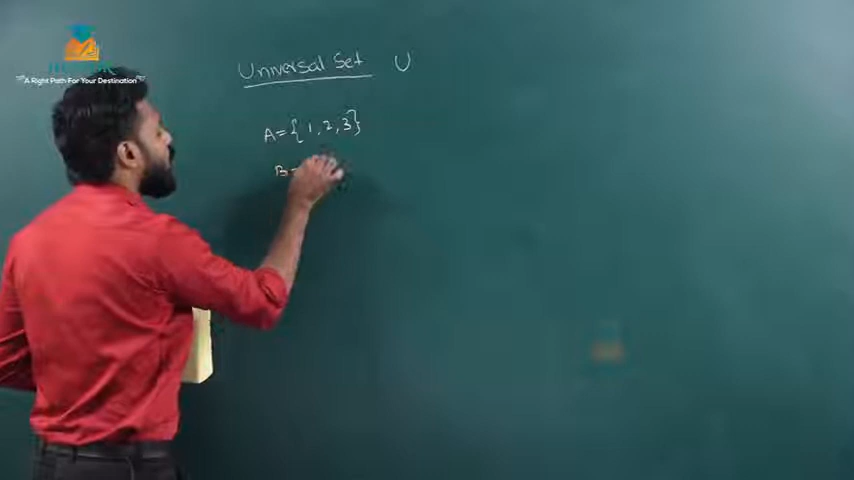 A Right Path For Your Destination
Universal Set U
A = { 1, 2, 3 }
B =